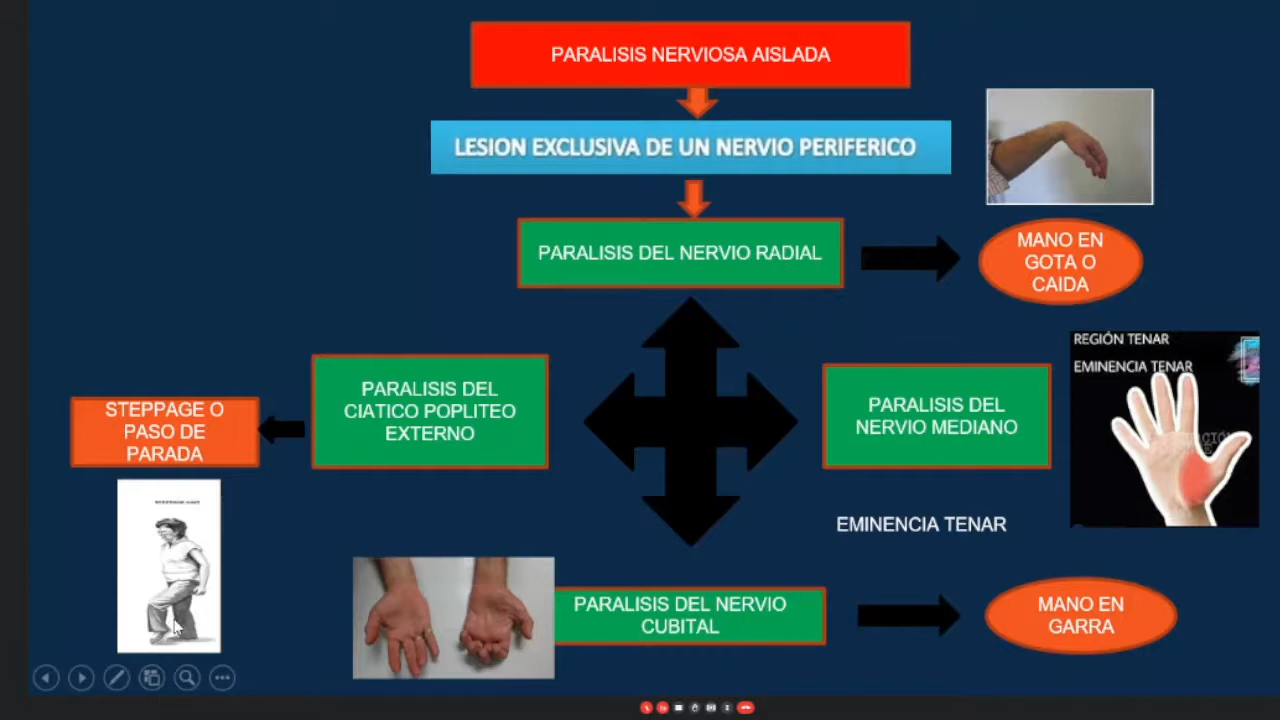 PARALISIS NERVIOSA AISLADA
LESION EXCLUSIVA DE UN NERVIO PERIFERICO
PARALISIS DEL NERVIO RADIAL
MANO EN
GOTA O
CAIDA
REGIÓN TENAR
EMINENCIA TENAR
PARALISIS DEL
CIATICO POPLITEO
EXTERNO
STEPPAGE O
PASO DE
PARADA
PARALISIS DEL
NERVIO MEDIANO
EMINENCIA TENAR
PARALISIS DEL NERVIO
CUBITAL
MANO EN
GARRA